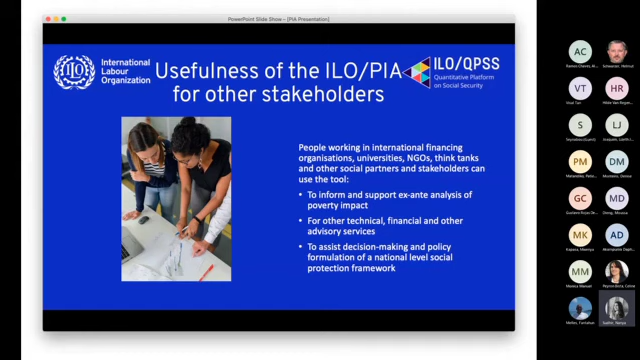 PowerPoint Slide Show - [PIA Presentation]
International
Labour
Organization
Usefulness of the ILO/PIA
for other stakeholders
ILO/QPSS
Quantitative Platform
on Social Security
People working in international financing
organisations, universities, NGOs, think tanks
and other social partners and stakeholders can
use the tool:
• To inform and support ex-ante analysis of
poverty impact
• For other technical, financial and other
advisory services
• To assist decision-making and policy
formulation of a national level social
protection framework
AC
VT
HR
S
LJ
PM
DM
GC
MD
MK
AD
MM